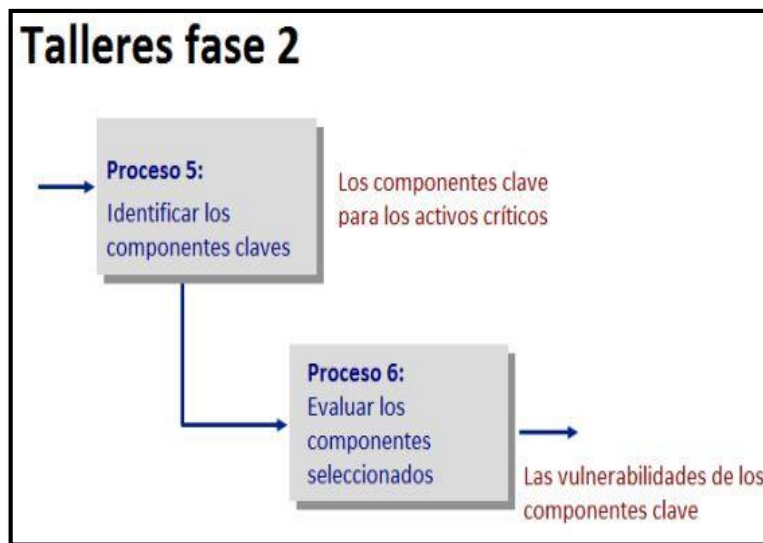 Talleres fase 2
Proceso 5:
Identificar los
componentes claves
Los componentes clave
para los activos críticos
Proceso 6:
Evaluar los
componentes
seleccionados
Las vulnerabilidades de los
componentes clave